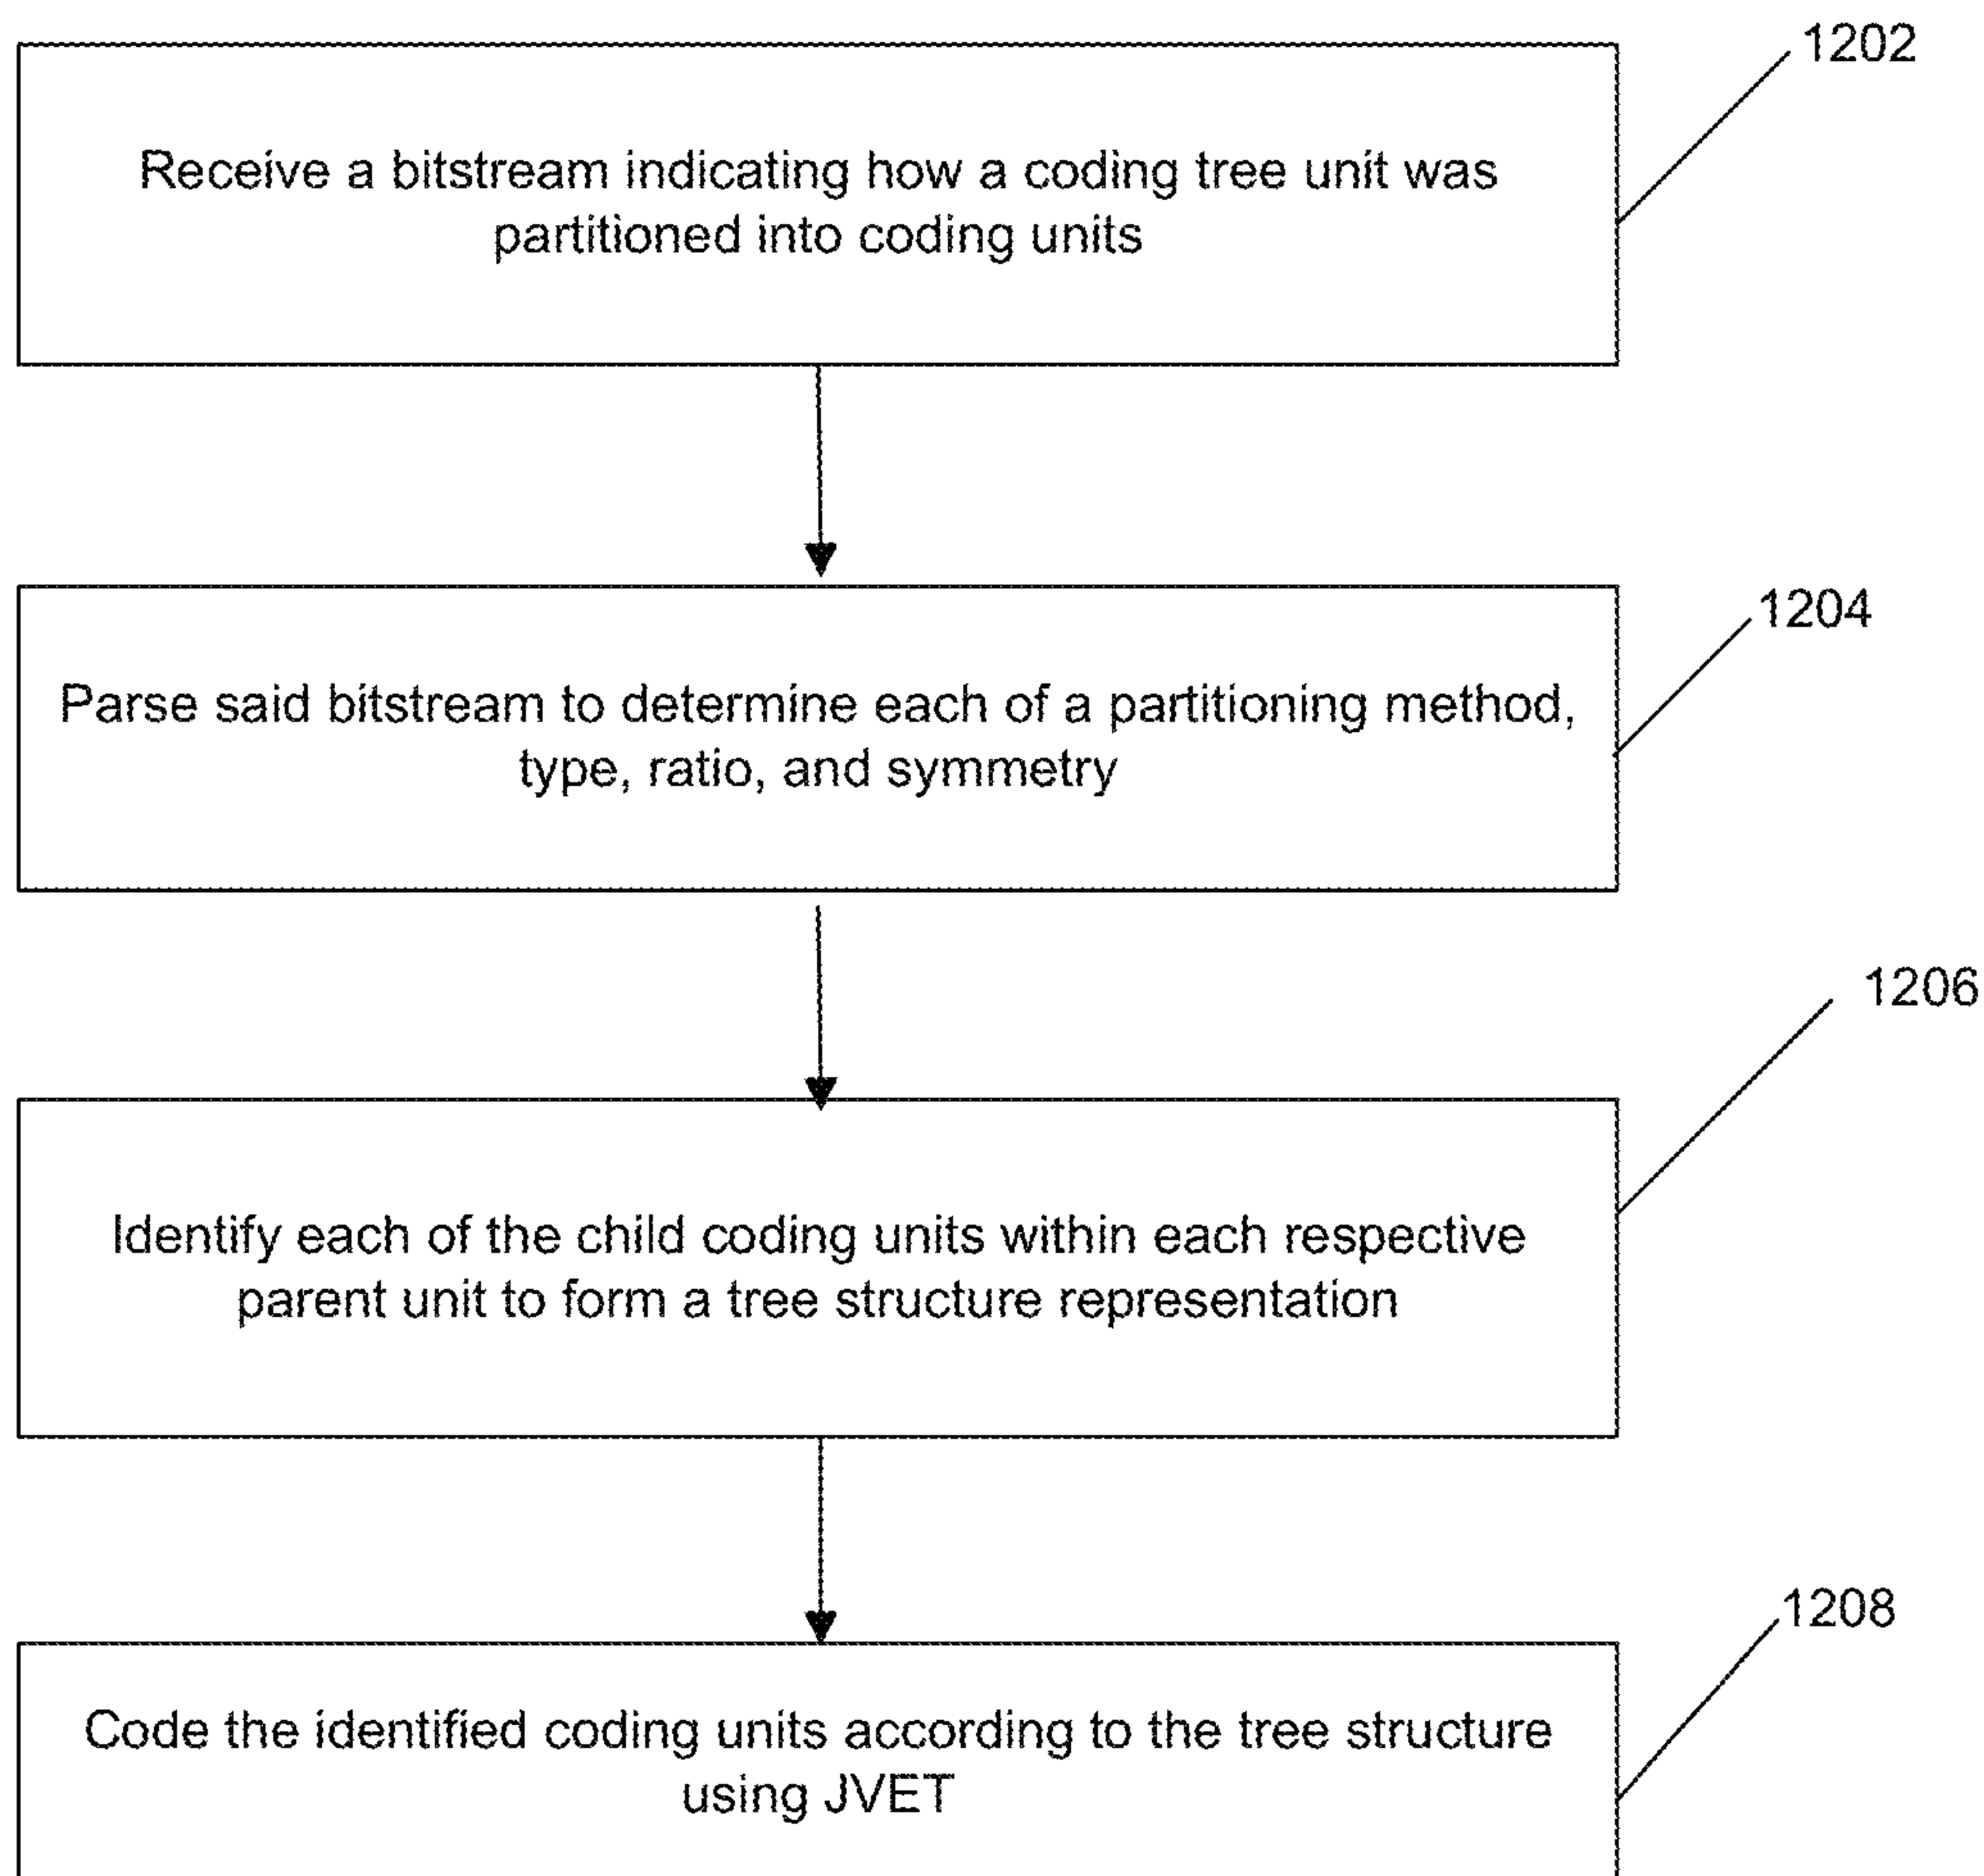 1202
Receive a bitstream indicating how a coding tree unit was
partitioned into coding units
1204
Parse said bitstream to determine each of a partitioning method,
type, ratio, and symmetry
1206
Identify each of the child coding units within each respective
parent unit to form a tree structure representation
1208
Code the identified coding units according to the tree structure
using JVET